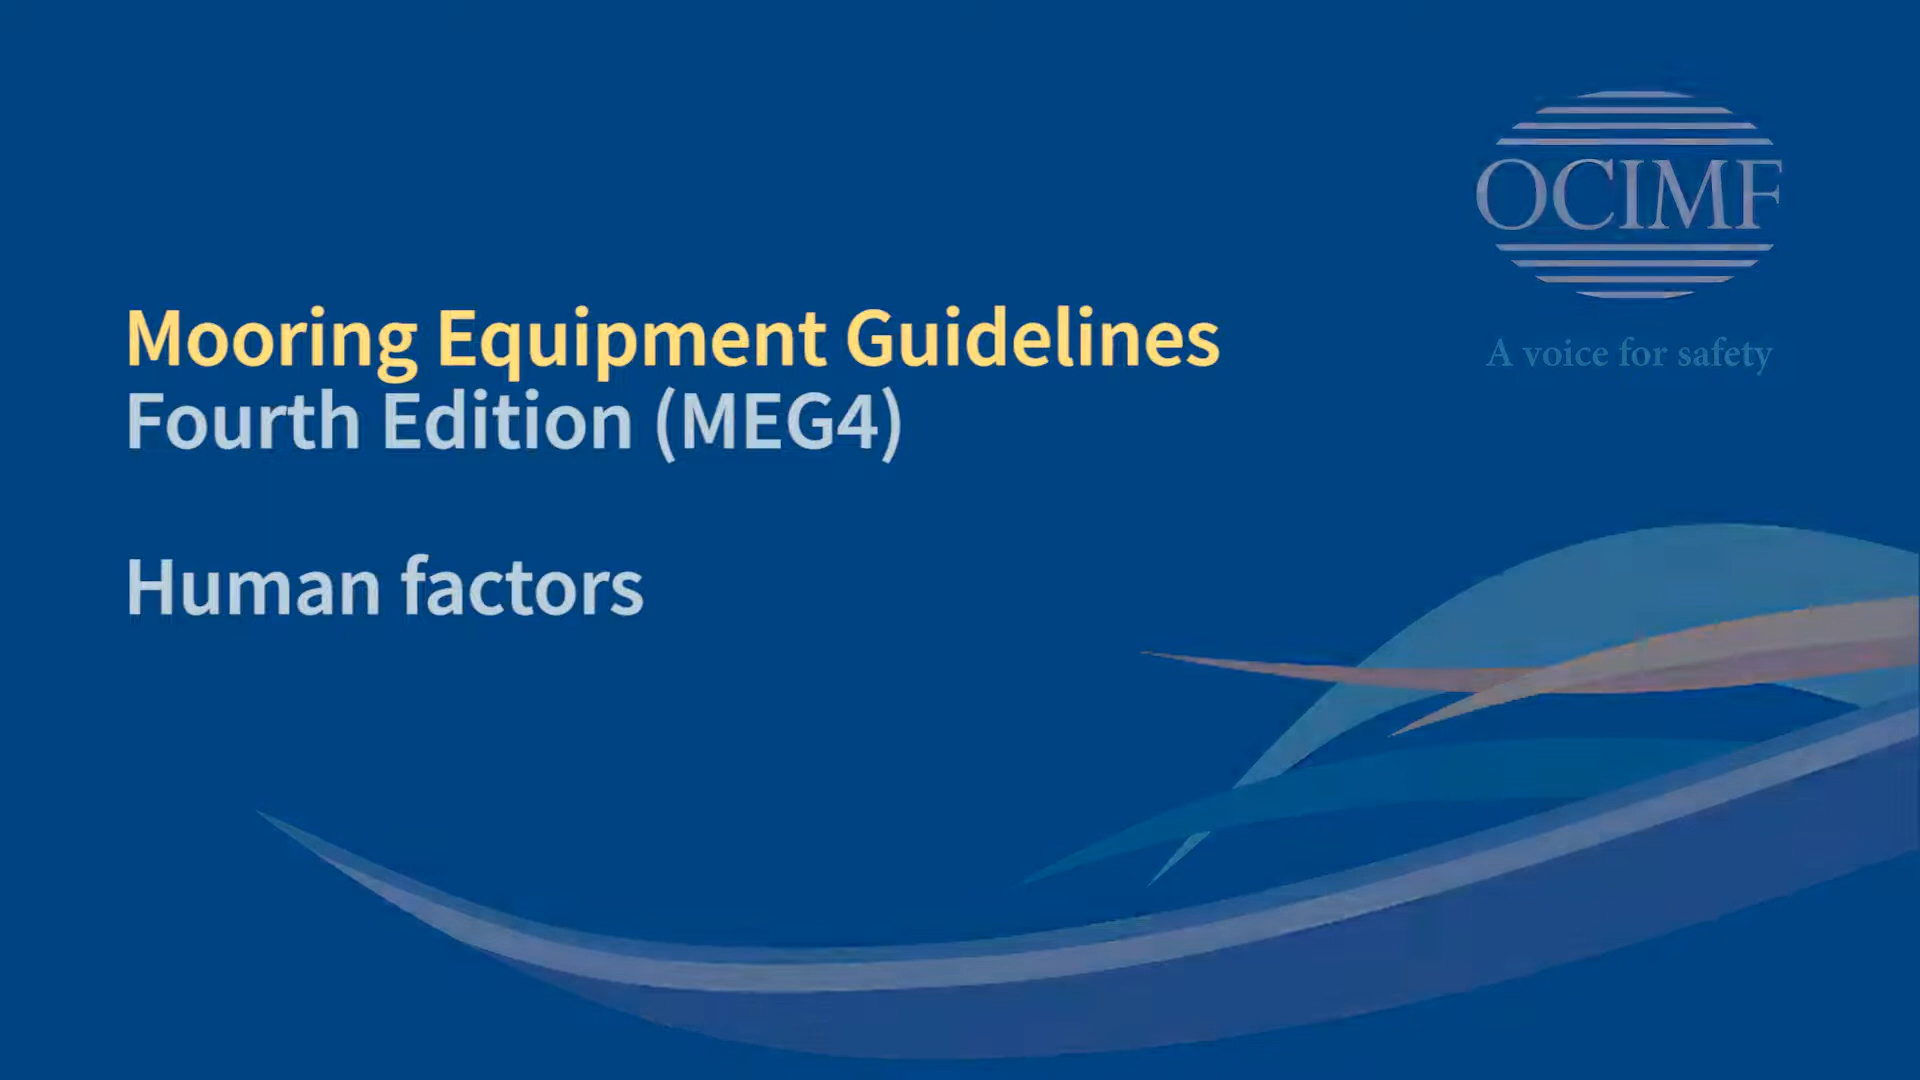 OCIMF
A voice for safety
Mooring Equipment Guidelines
Fourth Edition (MEG4)
Human factors